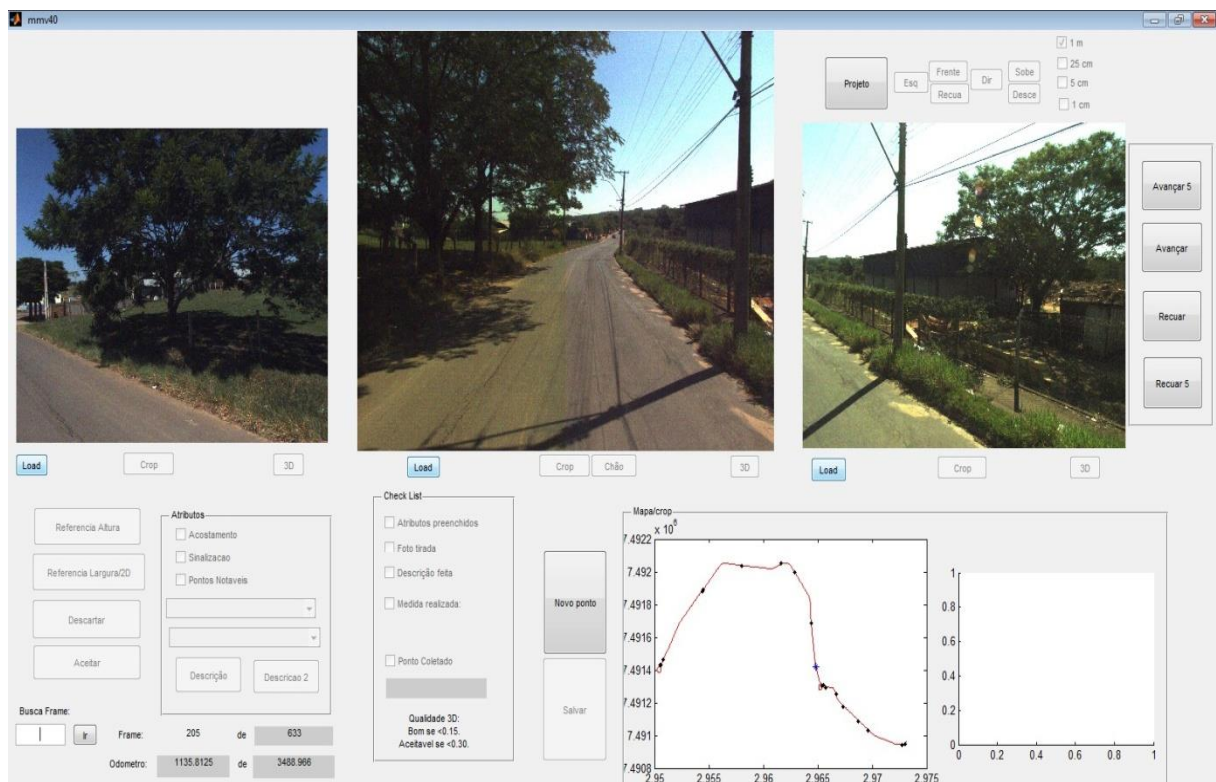 mmv40
1 m
25 cm
5 cm
1 cm
Projeto
Esq
Frente
Recua
Dir
Sobe
Desce
Avançar 5
Avançar
Recuar
Recuar 5
Load
Crop
3D
Load
Crop
Chão
3D
Load
Crop
3D
Referencia Altura
Referencia Largura/2D
Descartar
Aceitar
Atributos
Acostamento
Sinalizacao
Pontos Notaveis
Descrição
Descricao 2
Busca Frame:
Ir
Frame: 205 de 633
Odometro: 1135.8125 de 3488.966
Check List
Atributos preenchidos
Foto tirada
Descrição feita
Medida realizada:
Ponto Coletado
Qualidade 3D:
Bom se <0.15.
Aceitavel se <0.30.
Novo ponto
Salvar
Mapa/crop
x 10⁶
7.4922
7.492
7.4918
7.4916
7.4914
7.4912
7.491
7.4908
2.95 2.955 2.96 2.965 2.97 2.975
1
0.8
0.6
0.4
0.2
0
0 0.2 0.4 0.6 0.8 1